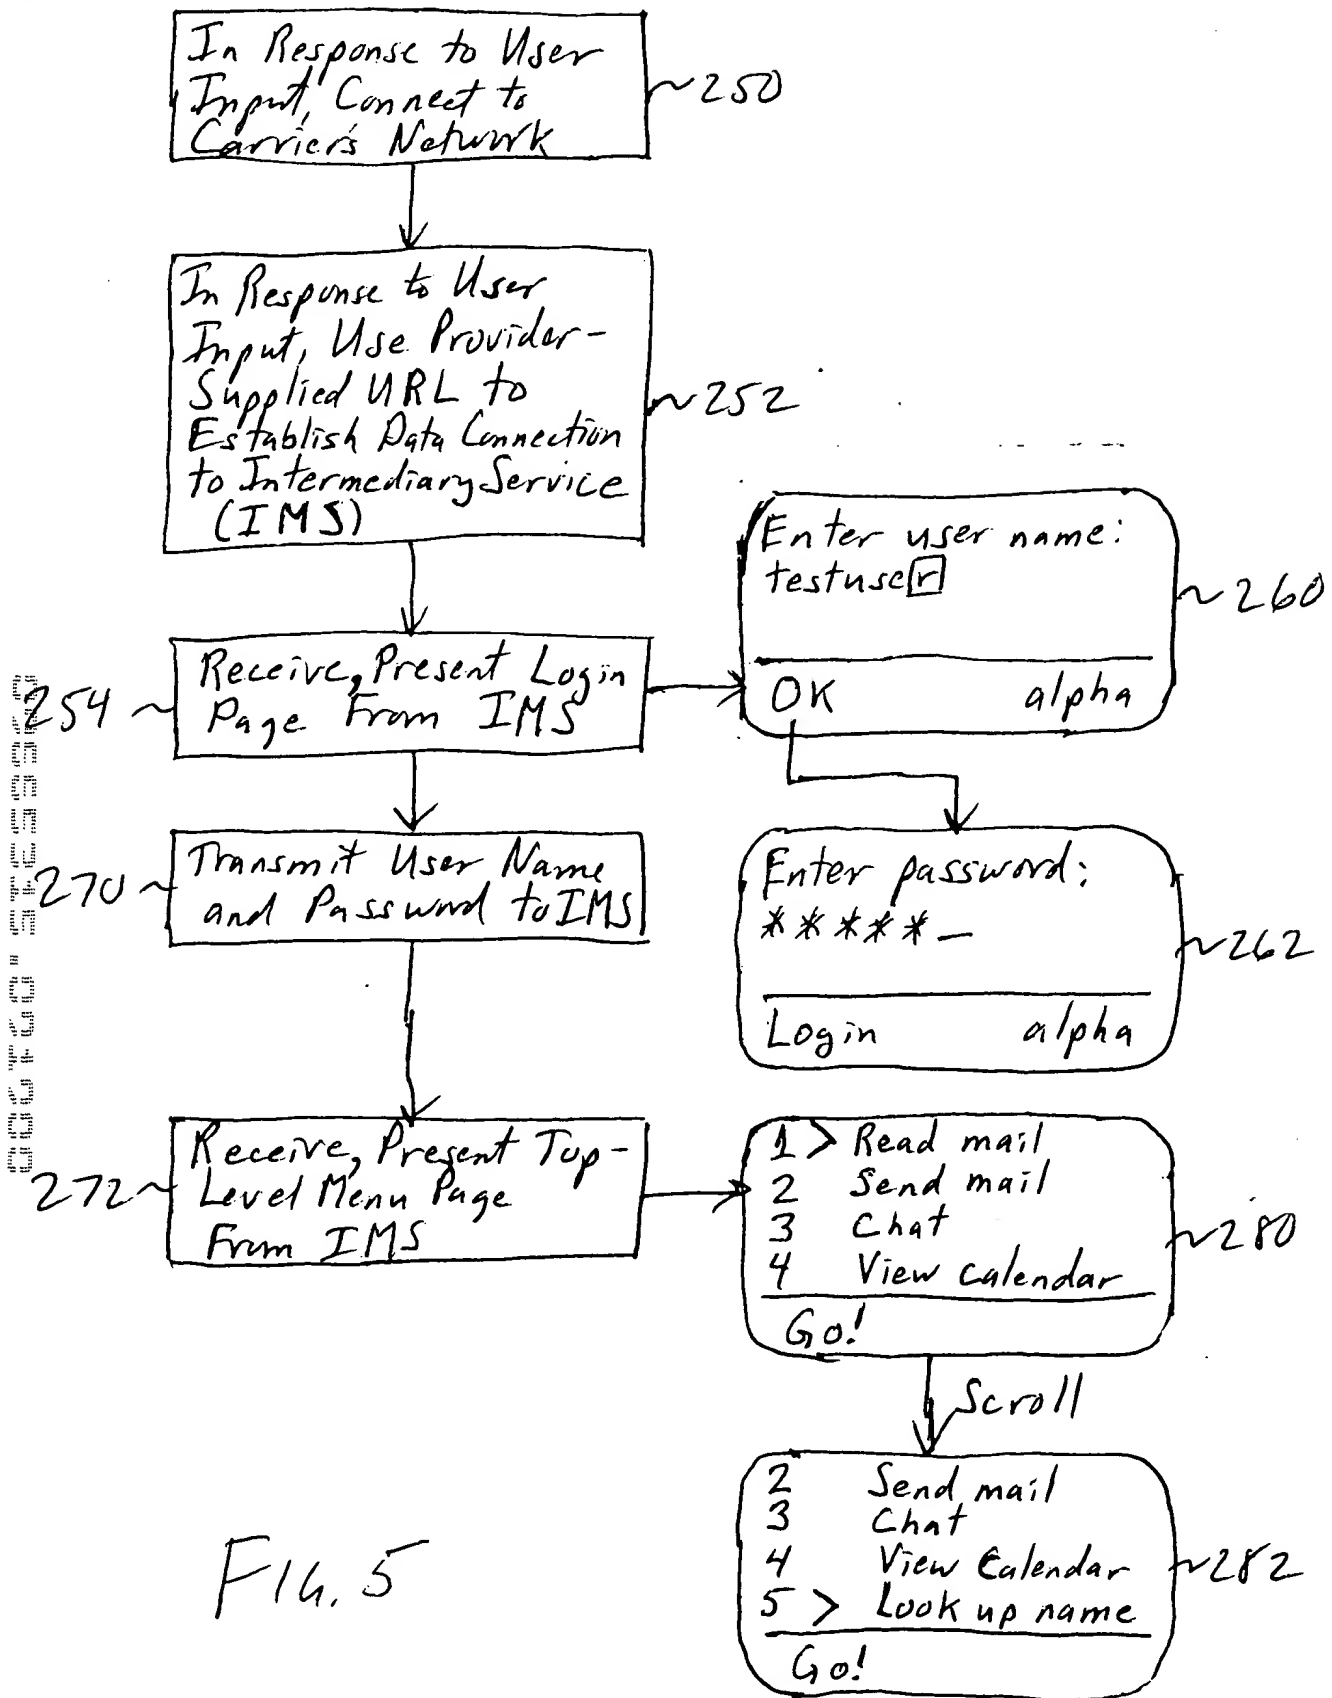 In Response to User
Input, Connect to
Carrier's Network
~250
In Response to User
Input, Use Provider-
Supplied URL to
Establish Data Connection
to Intermediary Service
(IMS)
~252
Receive, Present Login
Page From IMS
254~
Enter user name:
testuser
OK alpha
~260
Enter password:
*****_
Login alpha
~262
Transmit User Name
and Password to IMS
270~
Receive, Present Top-
Level Menu Page
From IMS
272~
1 > Read mail
2 Send mail
3 Chat
4 View calendar
Go!
~280
Scroll
2 Send mail
3 Chat
4 View Calendar
5 > Look up name
Go!
~282
FIG. 5